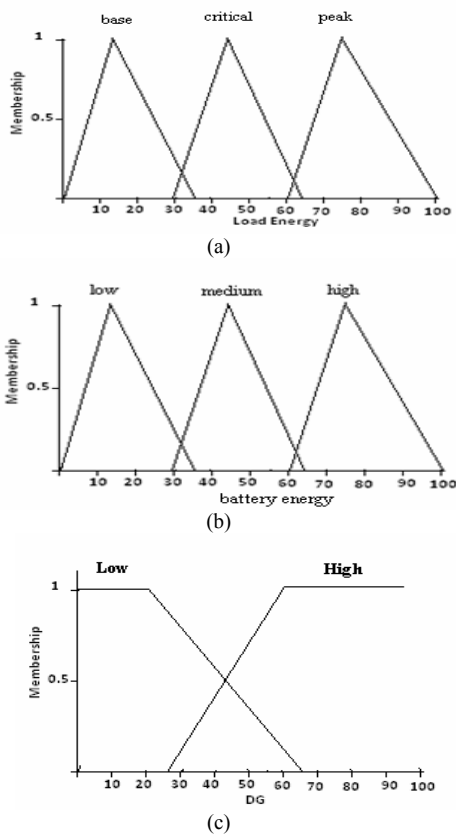 base critical peak
1
0.5
Membership
10 20 30 40 50 60 70 80 90 100
Load Energy
(a)
low medium high
1
0.5
Membership
10 20 30 40 50 60 70 80 90 100
battery energy
(b)
Low High
1
0.5
Membership
10 20 30 40 50 60 70 80 90 100
DG
(c)